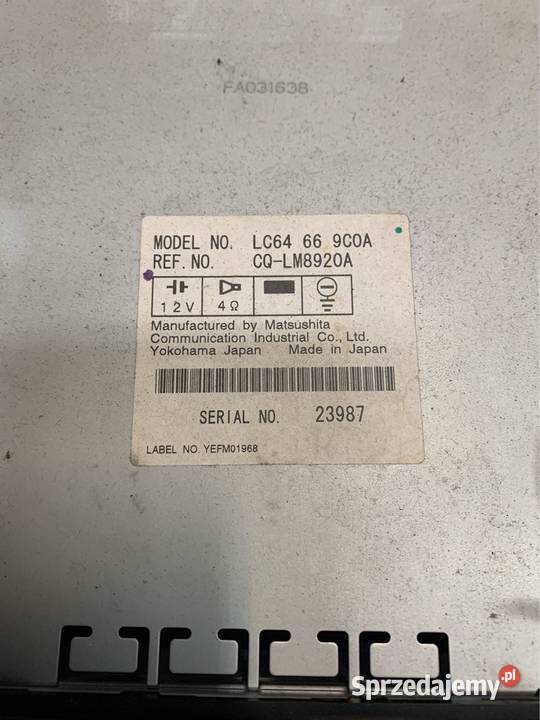 FA031638
MODEL NO. LC64 66 9C0A
REF. NO. CQ-LM8920A
12V 4Ω
Manufactured by Matsushita
Communication Industrial Co., Ltd.
Yokohama Japan Made in Japan
SERIAL NO. 23987
LABEL NO. YEFM01968
Sprzedajemy.pl